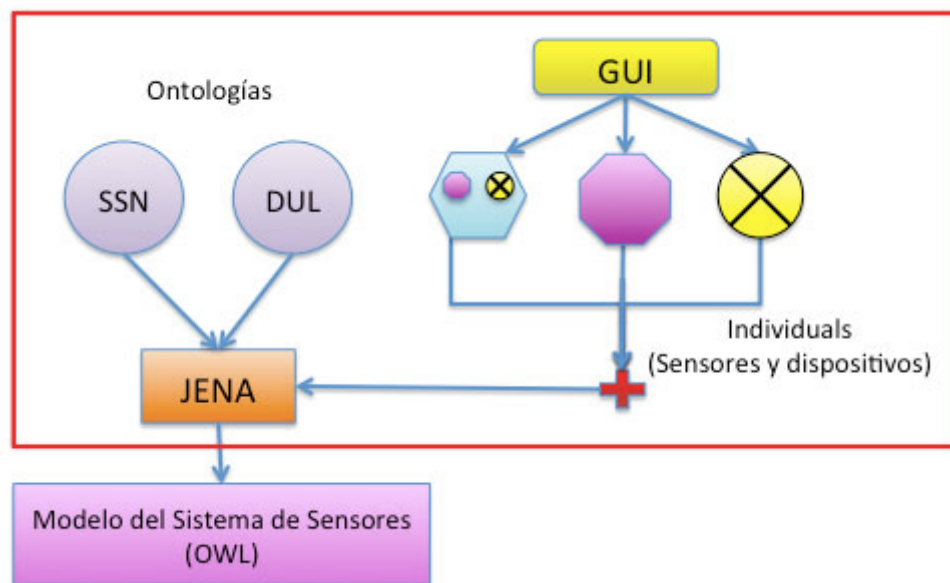 GUI
Ontologías
SSN
DUL
Individuals
(Sensores y dispositivos)
JENA
Modelo del Sistema de Sensores
(OWL)